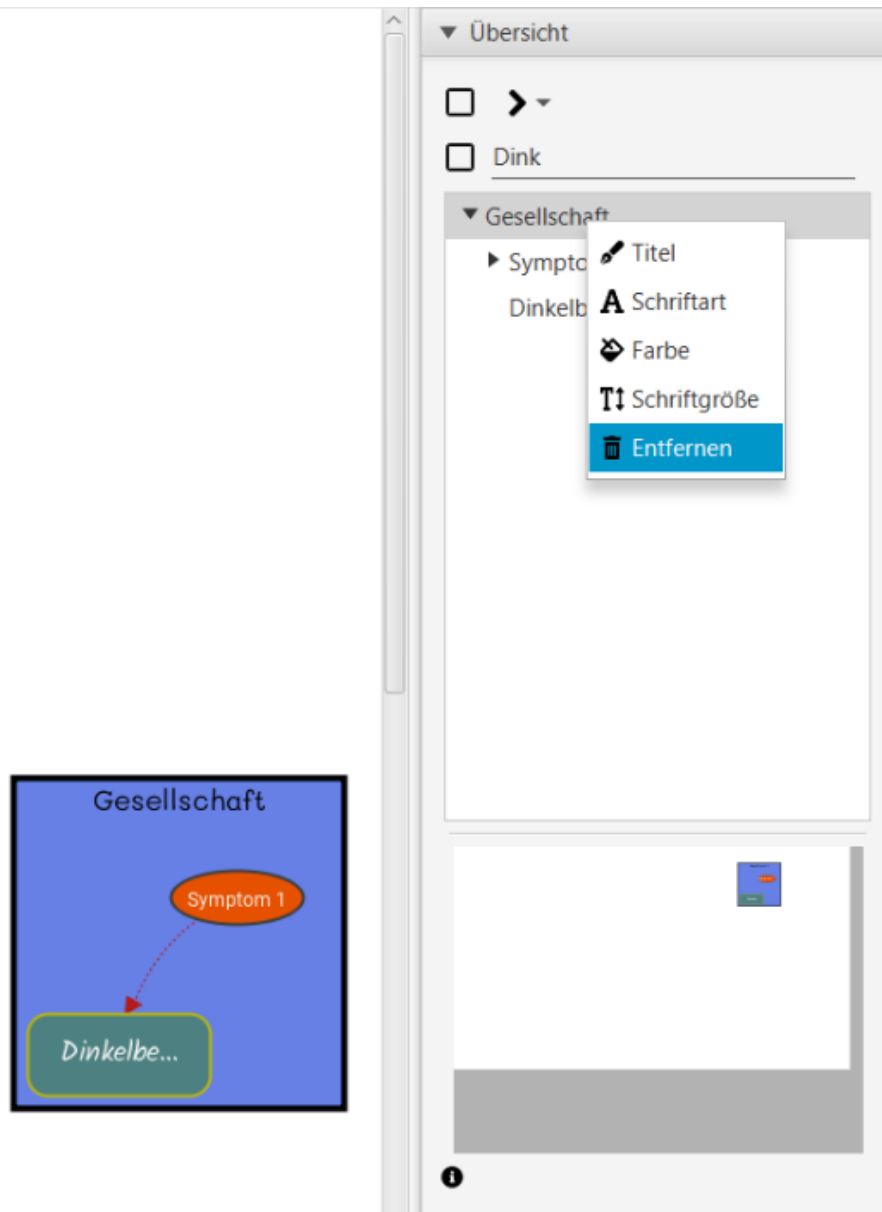 Übersicht
Dink
Gesellschaft
Sympto
Dinkelb
Titel
Schriftart
Farbe
Schriftgröße
Entfernen
Gesellschaft
Symptom 1
Dinkelbe...